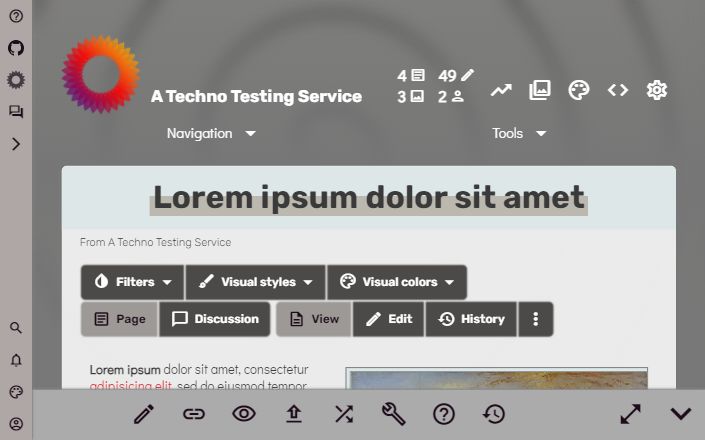 4 49
3 2
A Techno Testing Service
Navigation Tools
Lorem ipsum dolor sit amet
From A Techno Testing Service
Filters Visual styles Visual colors
Page Discussion View Edit History
Lorem ipsum dolor sit amet, consectetur
adipisicing elit, sed do eiusmod tempor